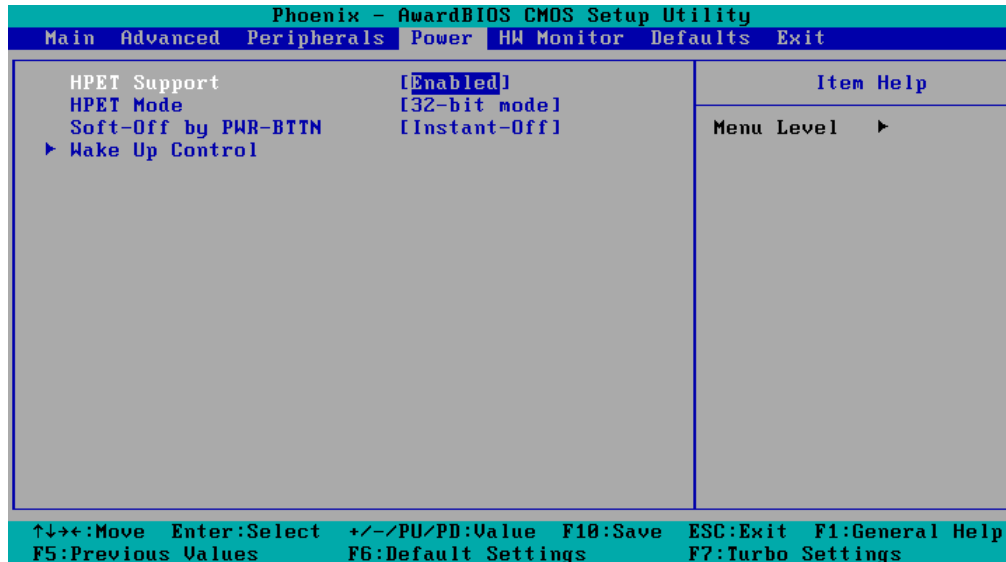 Phoenix - AwardBIOS CMOS Setup Utility
Main Advanced Peripherals Power HW Monitor Defaults Exit
HPET Support [Enabled]
HPET Mode [32-bit mode]
Soft-Off by PWR-BTTN [Instant-Off]
► Wake Up Control
Item Help
Menu Level ►
↑↓→←:Move Enter:Select +/-/PU/PD:Value F10:Save ESC:Exit F1:General Help
F5:Previous Values F6:Default Settings F7:Turbo Settings